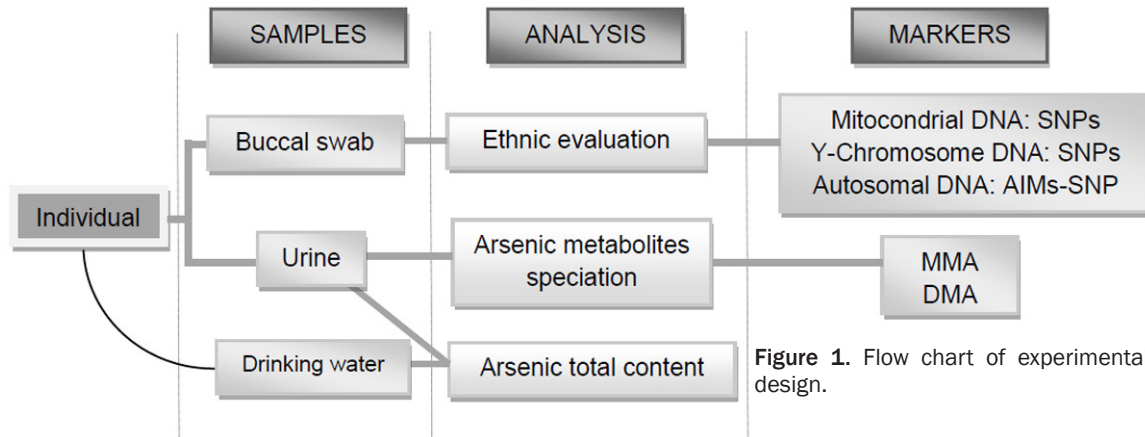 SAMPLES
ANALYSIS
MARKERS
Individual
Buccal swab
Ethnic evaluation
Mitocondrial DNA: SNPs
Y-Chromosome DNA: SNPs
Autosomal DNA: AIMs-SNP
Urine
Arsenic metabolites
speciation
MMA
DMA
Drinking water
Arsenic total content
Figure 1. Flow chart of experimenta
design.